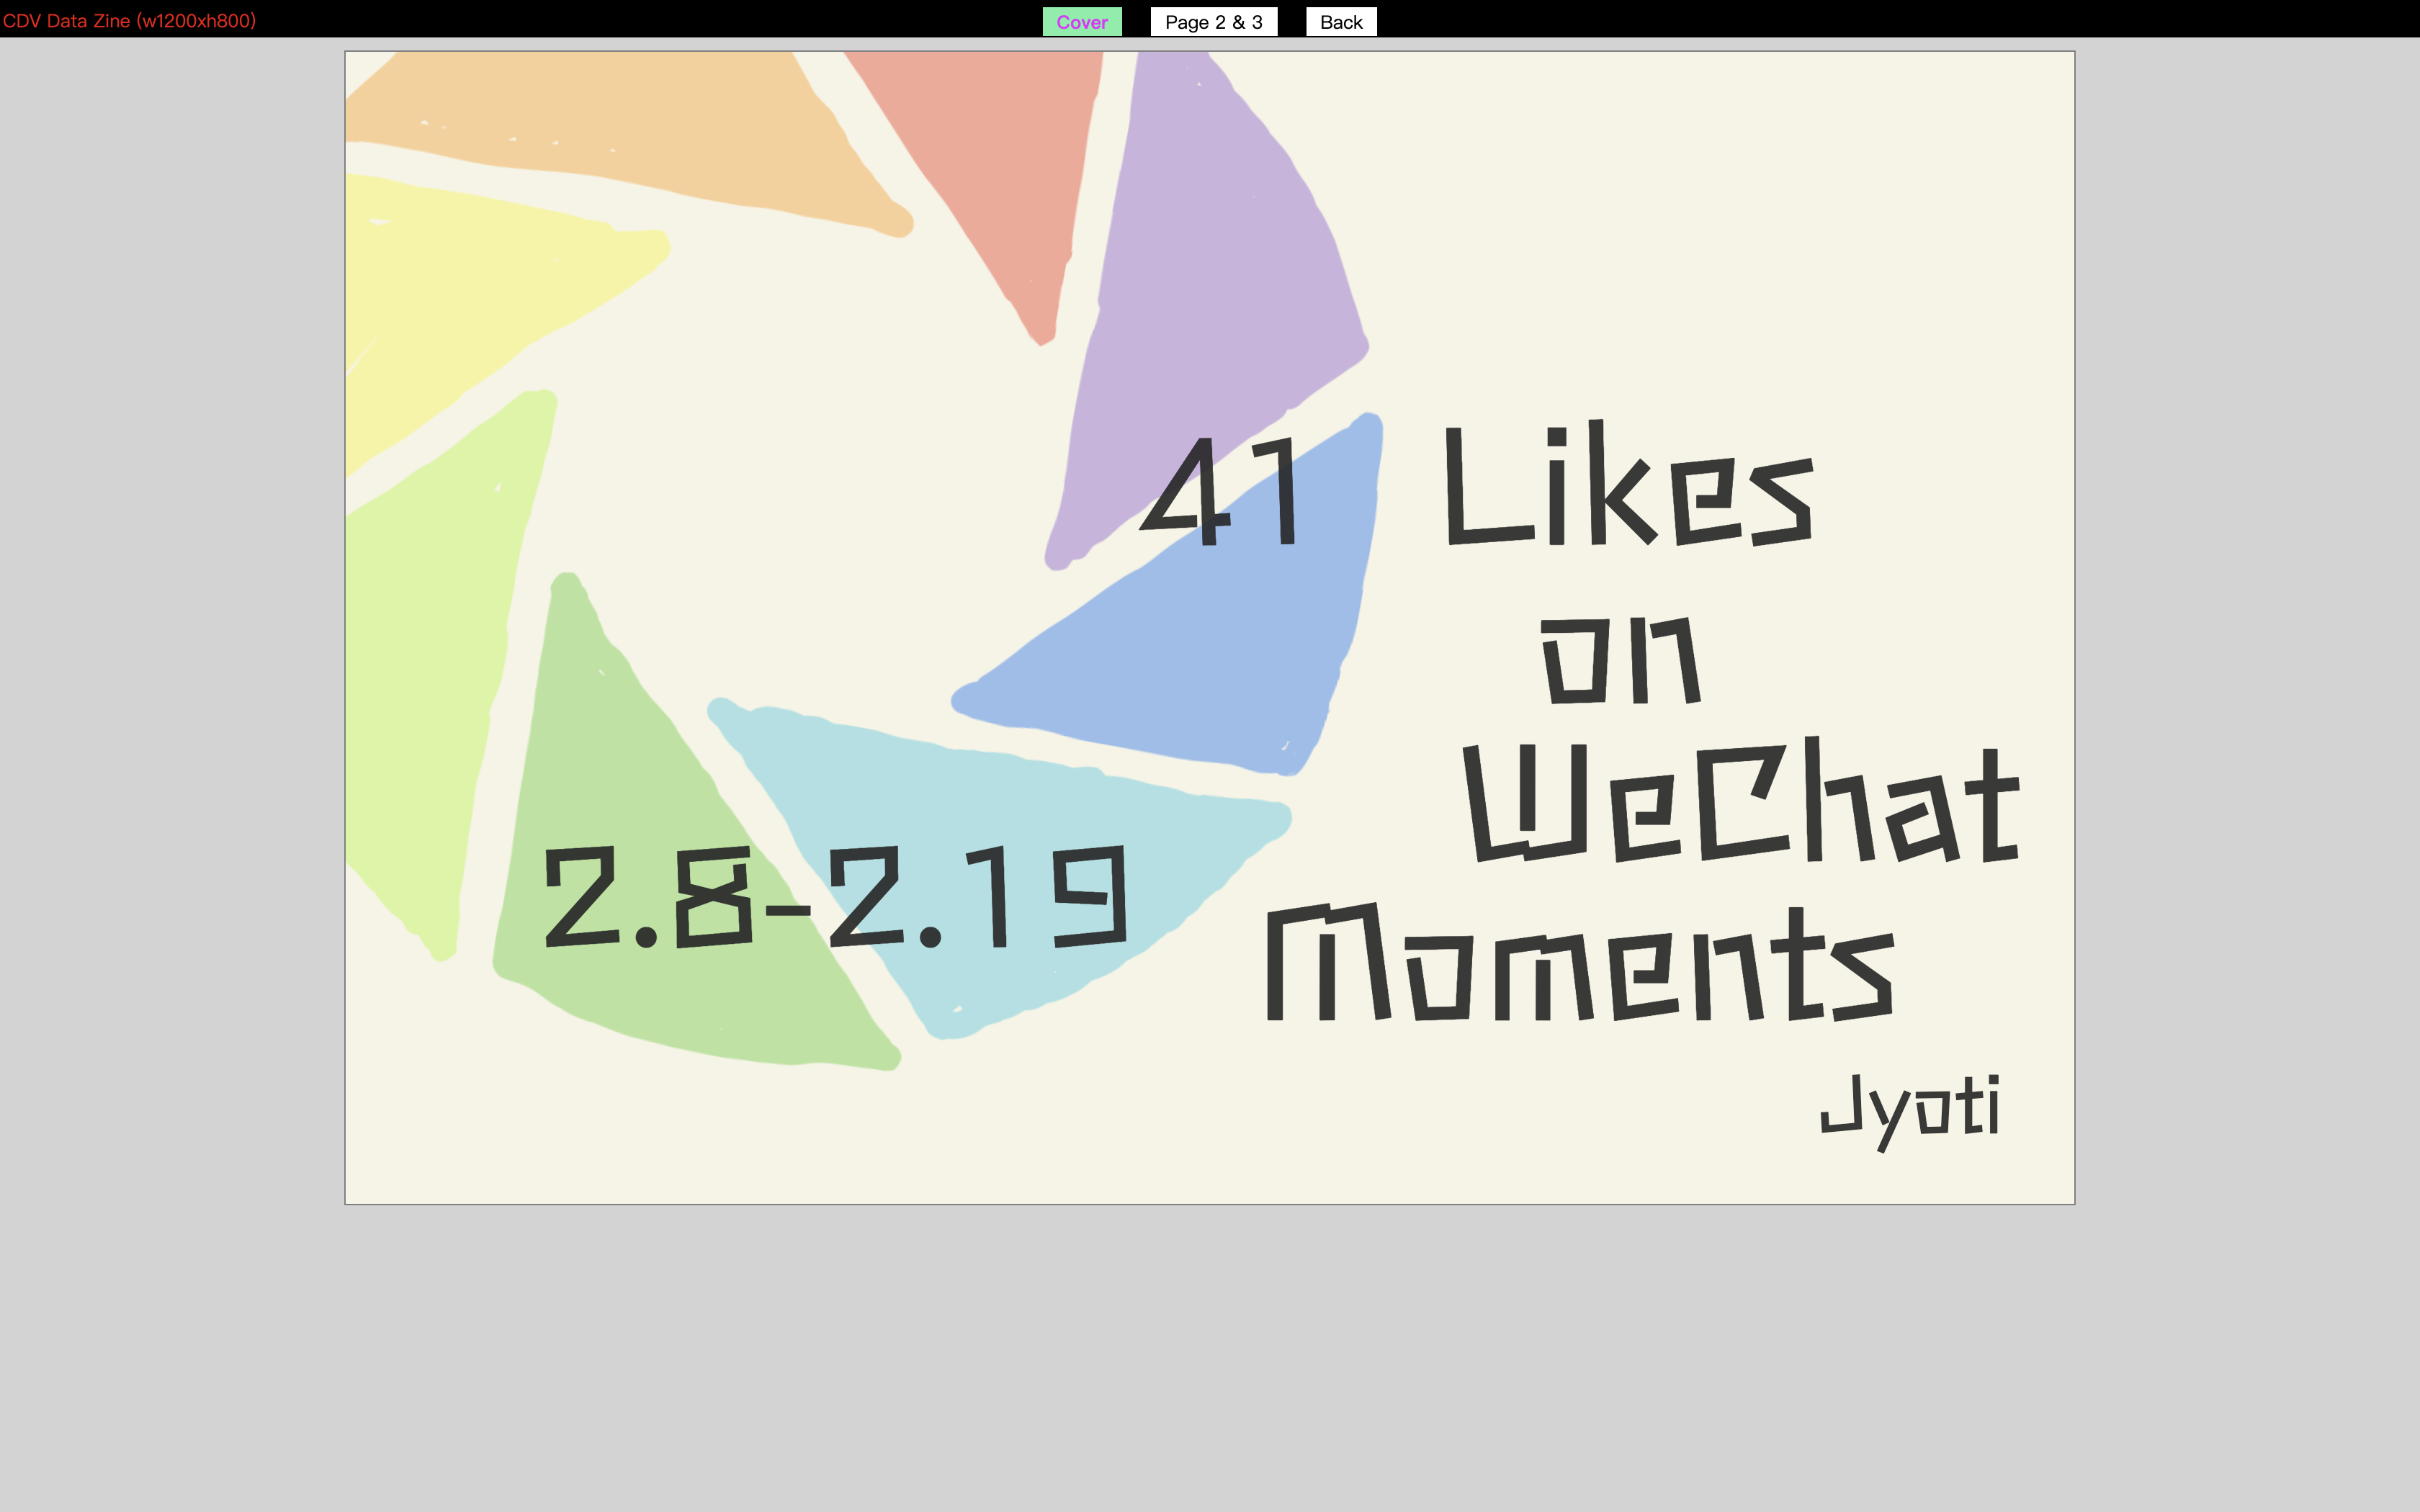 CDV Data Zine (w1200xh800)
Cover
Page 2 & 3
Back
41 Likes
on
WeChat
2.8-2.19
Moments
Jyoti